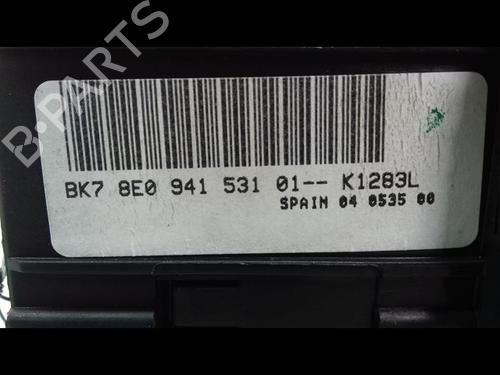 B-PARTS
BK7 8E0 941 531 01-- K1283L
SPAIN 04 0535 00